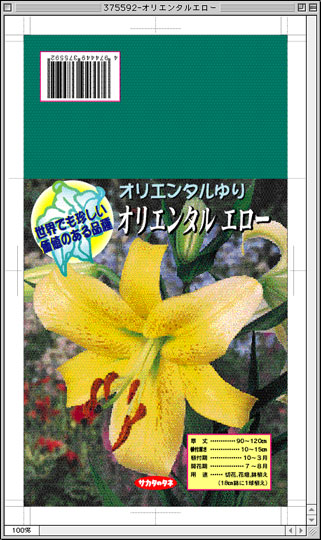 375592-オリエンタルエロー
4 974449 375592
世界でも珍しい
価値のある品種
オリエンタルゆり
オリエンタル エロー
草 丈 ………… 90～120cm
植付深さ ………… 10～15cm
植付期 ………… 10～3月
開花期 ………… 7～8月
用 途 …… 切花,花壇,鉢植え
(18cm鉢に1球植え)
サカタのタネ
100%